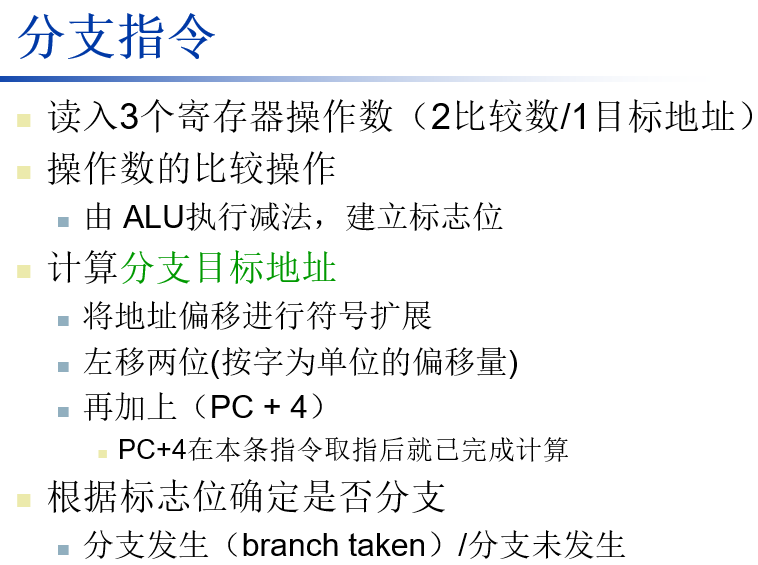 分支指令
读入3个寄存器操作数（2比较数/1目标地址）
操作数的比较操作
由 ALU执行减法，建立标志位
计算分支目标地址
将地址偏移进行符号扩展
左移两位(按字为单位的偏移量)
再加上（PC + 4）
PC+4在本条指令取指后就已完成计算
根据标志位确定是否分支
分支发生（branch taken）/分支未发生